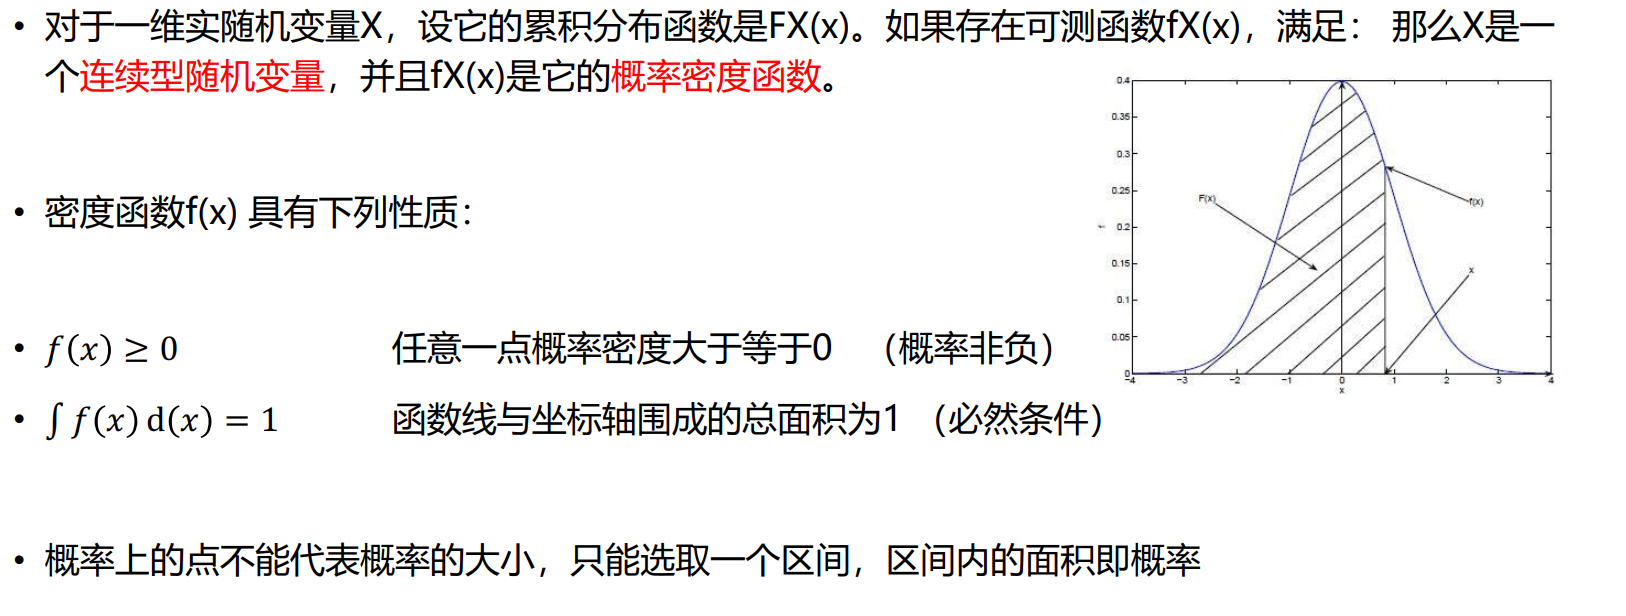 • 对于一维实随机变量X，设它的累积分布函数是FX(x)。如果存在可测函数fX(x)，满足： 那么X是一
个连续型随机变量，并且fX(x)是它的概率密度函数。
• 密度函数f(x) 具有下列性质：
• f(x) ≥ 0 任意一点概率密度大于等于0 （概率非负）
• ∫ f(x) d(x) = 1 函数线与坐标轴围成的总面积为1 （必然条件）
• 概率上的点不能代表概率的大小，只能选取一个区间，区间内的面积即概率
0.4
0.35
0.3
0.25
0.2
0.15
0.1
0.05
0
f
F(x)
f(x)
x
-4 -3 -2 -1 0 1 2 3 4
x